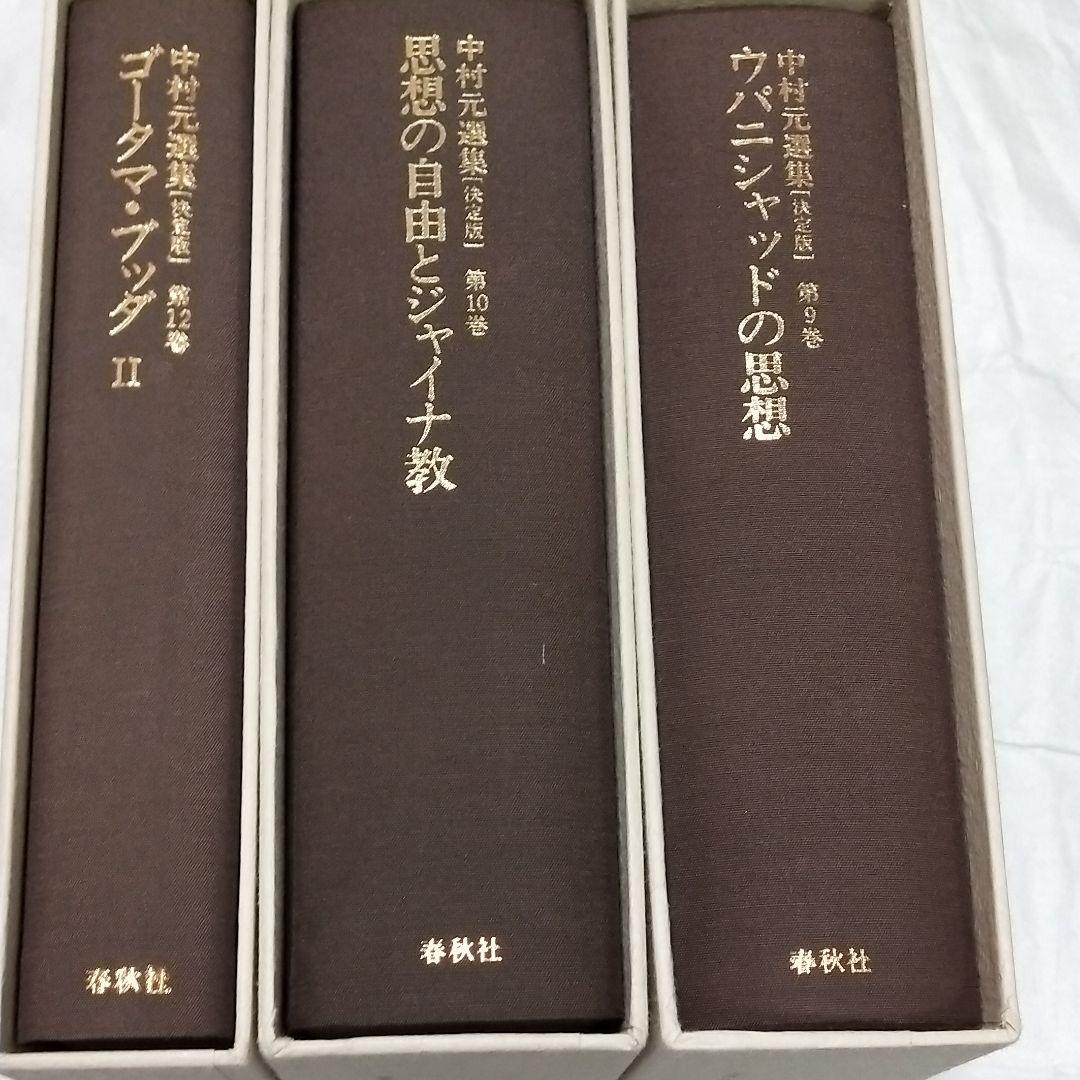 中村元選集[決定版] 第9巻
ウパニシャッドの思想
春秋社
中村元選集[決定版] 第10巻
思想の自由とジャイナ教
春秋社
中村元選集[決定版] 第12巻
ゴータマ・ブッダ II
春秋社